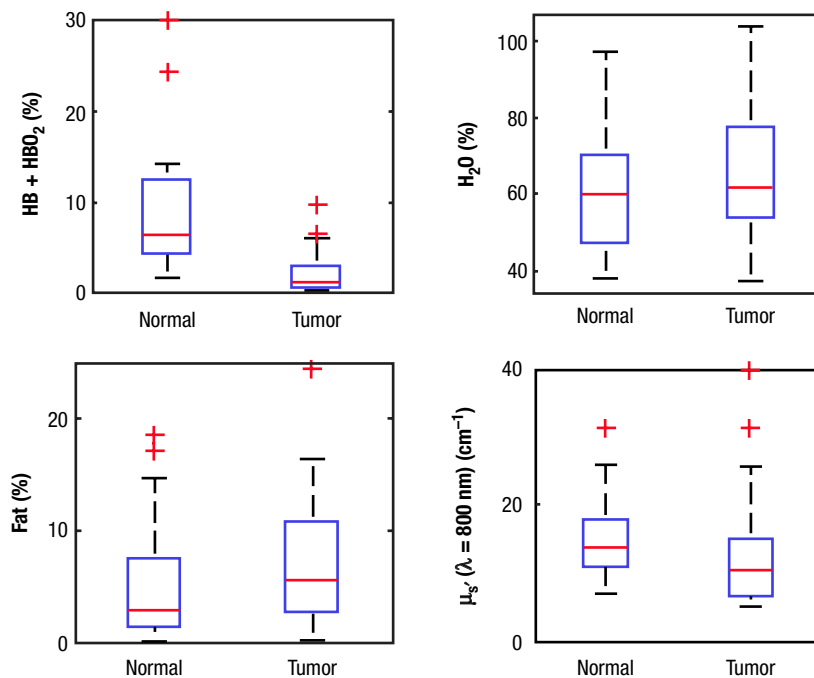 HB + HBO₂ (%)
30
20
10
0
Normal Tumor
H₂O (%)
100
80
60
40
Normal Tumor
Fat (%)
20
10
0
Normal Tumor
μₛ′ (λ = 800 nm) (cm⁻¹)
40
20
0
Normal Tumor